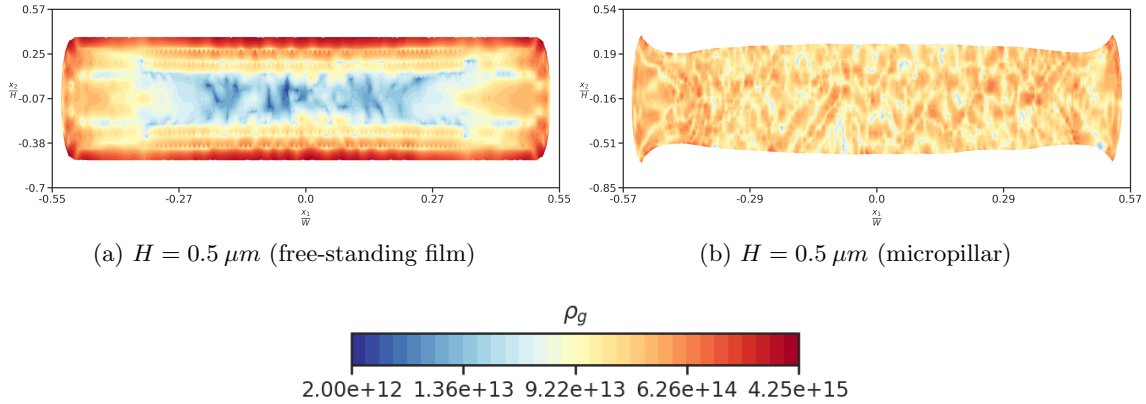 0.57
0.25
x2/H
-0.07
-0.38
-0.7
-0.55 -0.27 0.0 0.27 0.55
x1/W
0.54
0.19
x2/H
-0.16
-0.51
-0.85
-0.57 -0.29 0.0 0.29 0.57
x1/W
(a) H = 0.5 μm (free-standing film)
(b) H = 0.5 μm (micropillar)
ρg
2.00e+12 1.36e+13 9.22e+13 6.26e+14 4.25e+15